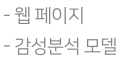 - 웹 페이지
- 감성분석 모델